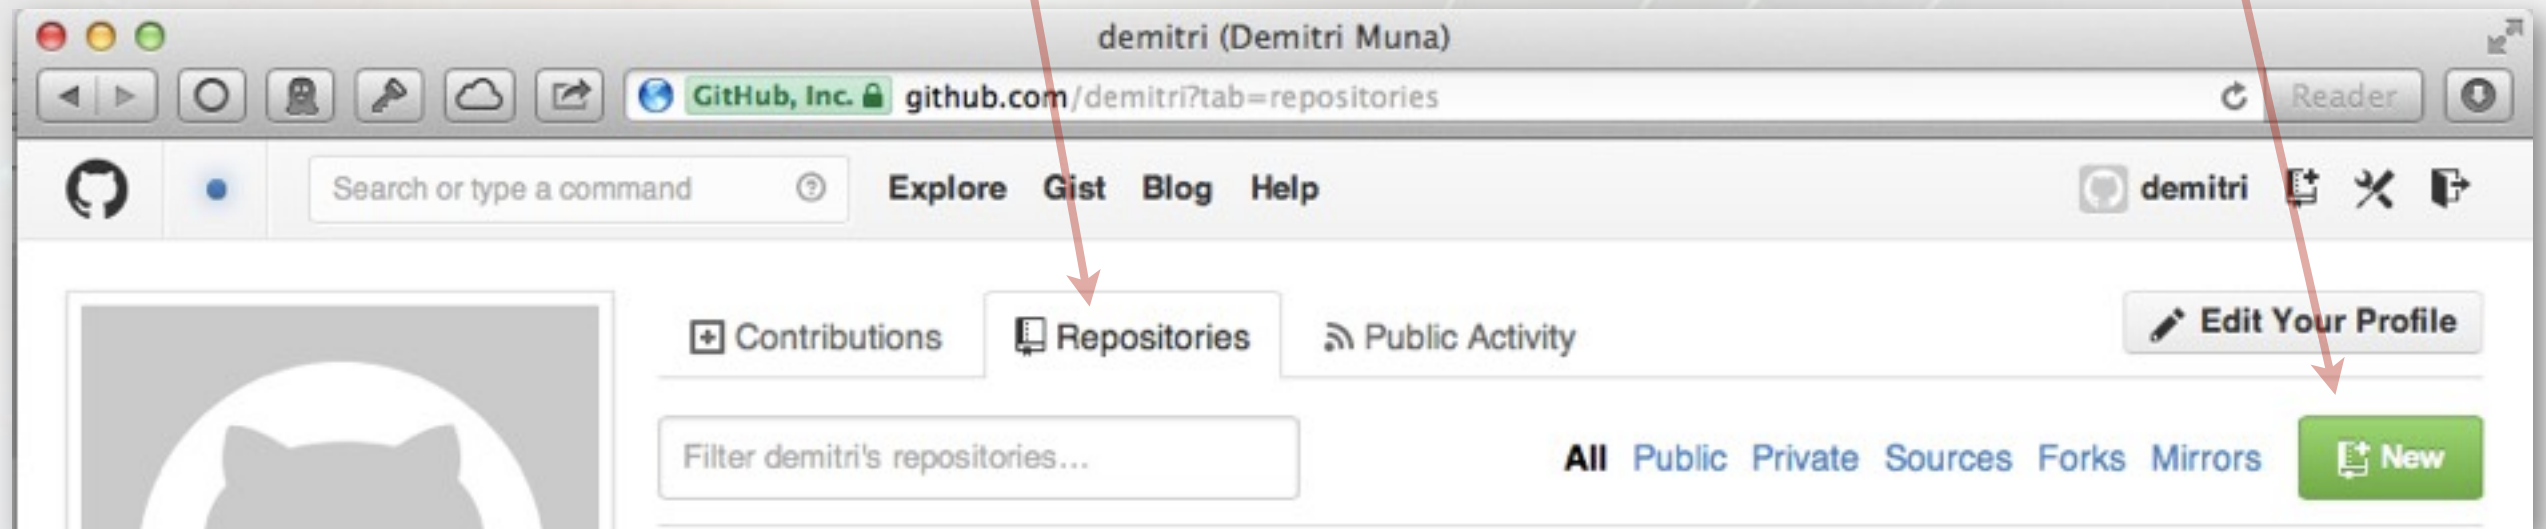 demitri (Demitri Muna)
GitHub, Inc. github.com/demitri?tab=repositories Reader
Search or type a command Explore Gist Blog Help demitri
Contributions Repositories Public Activity Edit Your Profile
Filter demitri's repositories... All Public Private Sources Forks Mirrors New